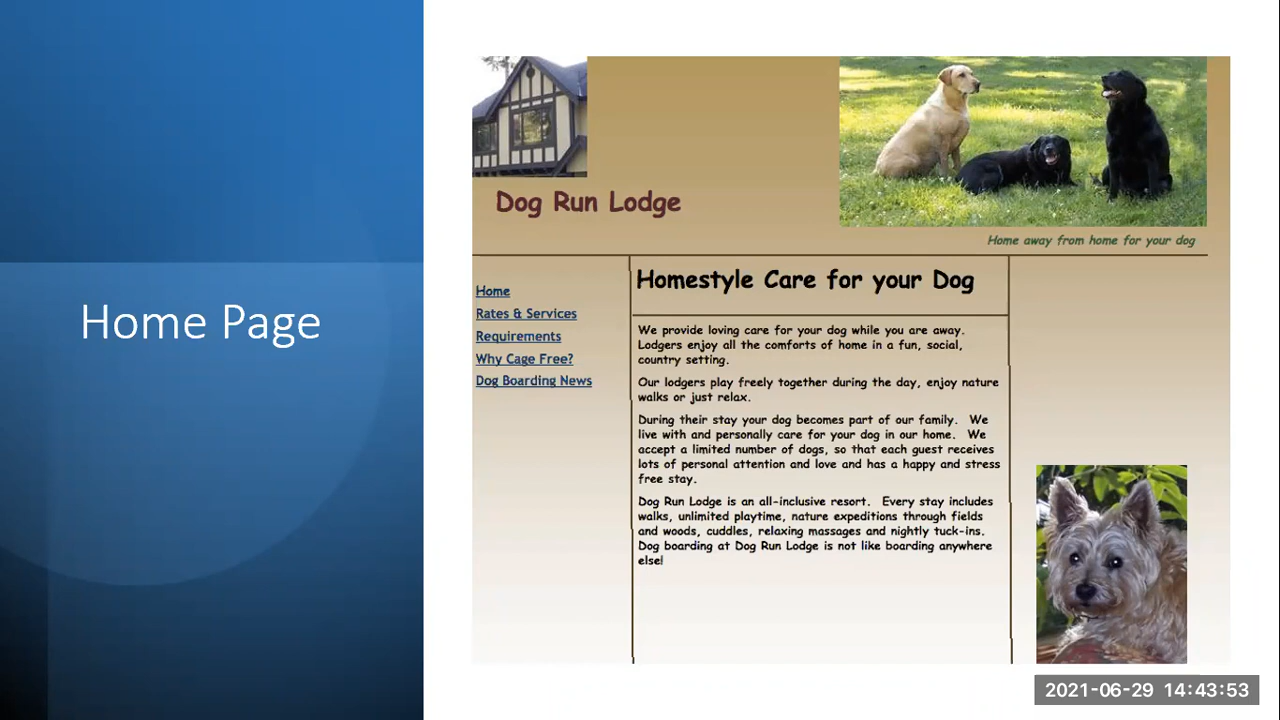 Home Page
Dog Run Lodge
Home away from home for your dog
Home
Rates & Services
Requirements
Why Cage Free?
Dog Boarding News
Homestyle Care for your Dog
We provide loving care for your dog while you are away.
Lodgers enjoy all the comforts of home in a fun, social,
country setting.
Our lodgers play freely together during the day, enjoy nature
walks or just relax.
During their stay your dog becomes part of our family. We
live with and personally care for your dog in our home. We
accept a limited number of dogs, so that each guest receives
lots of personal attention and love and has a happy and stress
free stay.
Dog Run Lodge is an all-inclusive resort. Every stay includes
walks, unlimited playtime, nature expeditions through fields
and woods, cuddles, relaxing massages and nightly tuck-ins.
Dog boarding at Dog Run Lodge is not like boarding anywhere
else!
2021-06-29 14:43:53